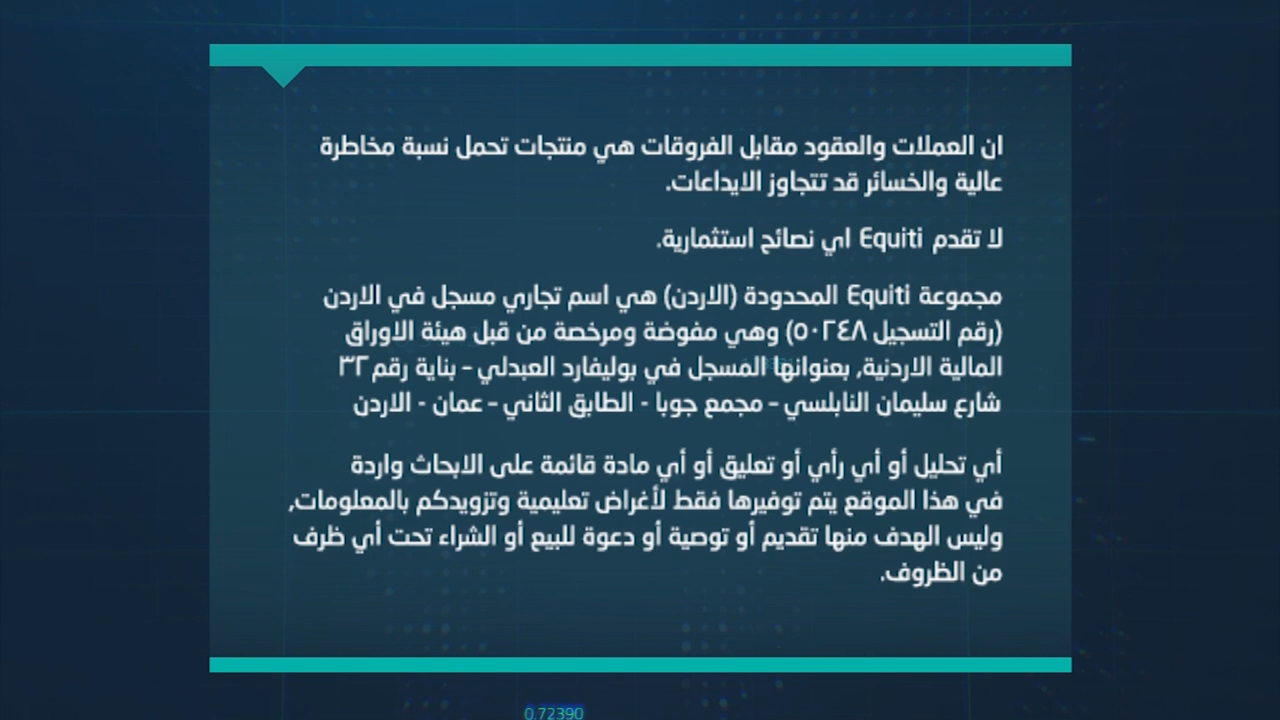 ان العملات والعقود مقابل الفروقات هي منتجات تحمل نسبة مخاطرة
عالية والخسائر قد تتجاوز الايداعات.
لا تقدم Equiti اي نصائح استثمارية.
مجموعة Equiti المحدودة (الاردن) هي اسم تجاري مسجل في الاردن
(رقم التسجيل ٥٠٢٤٨) وهي مفوضة ومرخصة من قبل هيئة الاوراق
المالية الاردنية, بعنوانها المسجل في بوليفارد العبدلي - بناية رقم ٣٢
شارع سليمان النابلسي - مجمع جوبا - الطابق الثاني - عمان - الاردن
أي تحليل أو أي رأي أو تعليق أو أي مادة قائمة على الابحاث واردة
في هذا الموقع يتم توفيرها فقط لأغراض تعليمية وتزويدكم بالمعلومات,
وليس الهدف منها تقديم أو توصية أو دعوة للبيع أو الشراء تحت أي ظرف
من الظروف.
0.72390